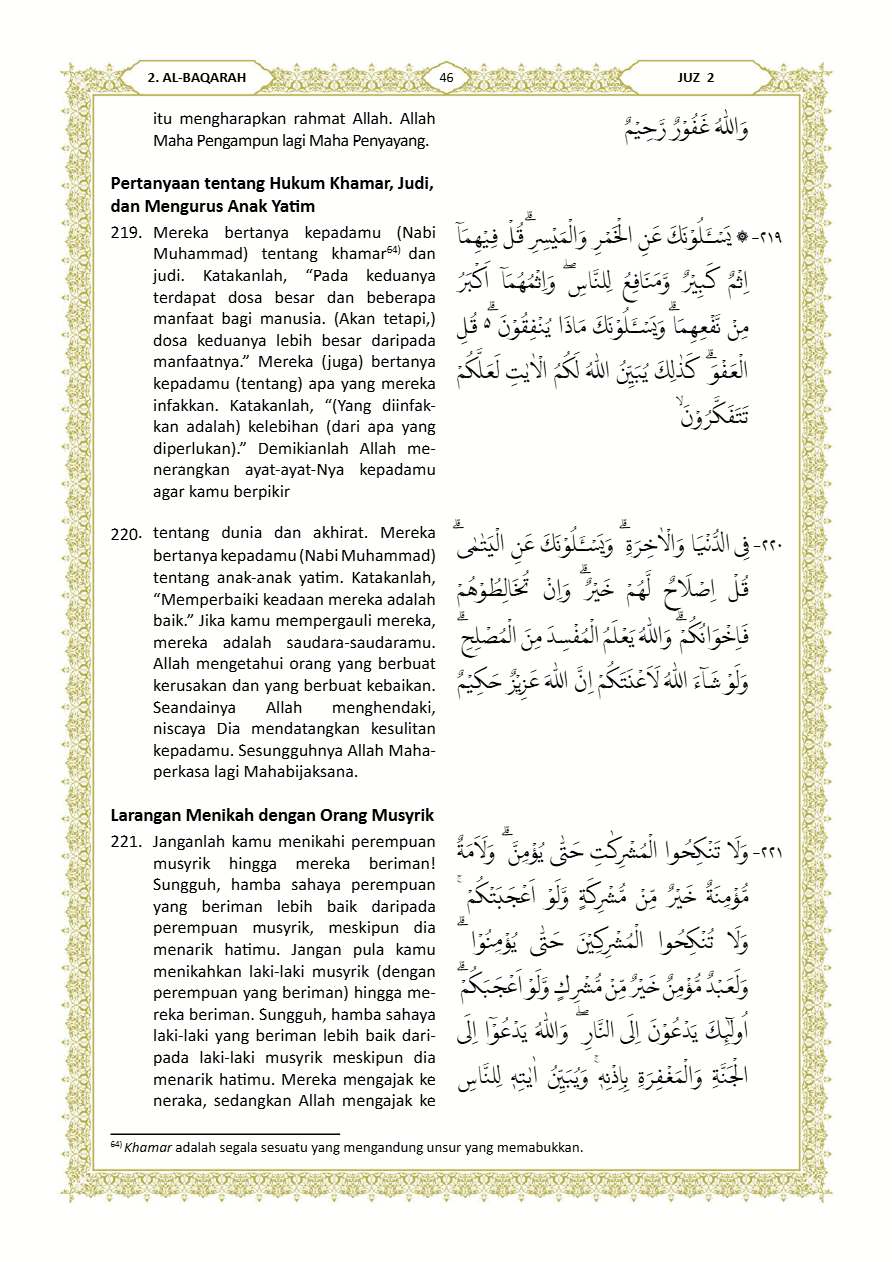 2. AL-BAQARAH
46
JUZ 2
itu mengharapkan rahmat Allah. Allah
Maha Pengampun lagi Maha Penyayang.
وَاللّٰهُ غَفُوْرٌ رَّحِيْمٌ
Pertanyaan tentang Hukum Khamar, Judi,
dan Mengurus Anak Yatim
219. Mereka bertanya kepadamu (Nabi
Muhammad) tentang khamar⁶⁴⁾ dan
judi. Katakanlah, “Pada keduanya
terdapat dosa besar dan beberapa
manfaat bagi manusia. (Akan tetapi,)
dosa keduanya lebih besar daripada
manfaatnya.” Mereka (juga) bertanya
kepadamu (tentang) apa yang mereka
infakkan. Katakanlah, “(Yang diinfak-
kan adalah) kelebihan (dari apa yang
diperlukan).” Demikianlah Allah me-
nerangkan ayat-ayat-Nya kepadamu
agar kamu berpikir
٢١٩- ۞ يَسْـَٔلُوْنَكَ عَنِ الْخَمْرِ وَالْمَيْسِرِۗ قُلْ فِيْهِمَآ
اِثْمٌ كَبِيْرٌ وَّمَنَافِعُ لِلنَّاسِۖ وَاِثْمُهُمَآ اَكْبَرُ
مِنْ نَّفْعِهِمَاۗ وَيَسْـَٔلُوْنَكَ مَاذَا يُنْفِقُوْنَ ەۗ قُلِ
الْعَفْوَۗ كَذٰلِكَ يُبَيِّنُ اللّٰهُ لَكُمُ الْاٰيٰتِ لَعَلَّكُمْ
تَتَفَكَّرُوْنَۙ
220. tentang dunia dan akhirat. Mereka
bertanya kepadamu (Nabi Muhammad)
tentang anak-anak yatim. Katakanlah,
“Memperbaiki keadaan mereka adalah
baik.” Jika kamu mempergauli mereka,
mereka adalah saudara-saudaramu.
Allah mengetahui orang yang berbuat
kerusakan dan yang berbuat kebaikan.
Seandainya Allah menghendaki,
niscaya Dia mendatangkan kesulitan
kepadamu. Sesungguhnya Allah Maha-
perkasa lagi Mahabijaksana.
٢٢٠- فِى الدُّنْيَا وَالْاٰخِرَةِۗ وَيَسْـَٔلُوْنَكَ عَنِ الْيَتٰمٰىۗ
قُلْ اِصْلَاحٌ لَّهُمْ خَيْرٌۗ وَاِنْ تُخَالِطُوْهُمْ
فَاِخْوَانُكُمْۗ وَاللّٰهُ يَعْلَمُ الْمُفْسِدَ مِنَ الْمُصْلِحِۗ
وَلَوْ شَاۤءَ اللّٰهُ لَاَعْنَتَكُمْ اِنَّ اللّٰهَ عَزِيْزٌ حَكِيْمٌ
Larangan Menikah dengan Orang Musyrik
221. Janganlah kamu menikahi perempuan
musyrik hingga mereka beriman!
Sungguh, hamba sahaya perempuan
yang beriman lebih baik daripada
perempuan musyrik, meskipun dia
menarik hatimu. Jangan pula kamu
menikahkan laki-laki musyrik (dengan
perempuan yang beriman) hingga me-
reka beriman. Sungguh, hamba sahaya
laki-laki yang beriman lebih baik dari-
pada laki-laki musyrik meskipun dia
menarik hatimu. Mereka mengajak ke
neraka, sedangkan Allah mengajak ke
٢٢١- وَلَا تَنْكِحُوا الْمُشْرِكٰتِ حَتّٰى يُؤْمِنَّۗ وَلَاَمَةٌ
مُّؤْمِنَةٌ خَيْرٌ مِّنْ مُّشْرِكَةٍ وَّلَوْ اَعْجَبَتْكُمْۚ
وَلَا تُنْكِحُوا الْمُشْرِكِيْنَ حَتّٰى يُؤْمِنُوْاۗ
وَلَعَبْدٌ مُّؤْمِنٌ خَيْرٌ مِّنْ مُّشْرِكٍ وَّلَوْ اَعْجَبَكُمْۗ
اُولٰۤىِٕكَ يَدْعُوْنَ اِلَى النَّارِۖ وَاللّٰهُ يَدْعُوْٓا اِلَى
الْجَنَّةِ وَالْمَغْفِرَةِ بِاِذْنِهٖۚ وَيُبَيِّنُ اٰيٰتِهٖ لِلنَّاسِ
⁶⁴⁾ Khamar adalah segala sesuatu yang mengandung unsur yang memabukkan.